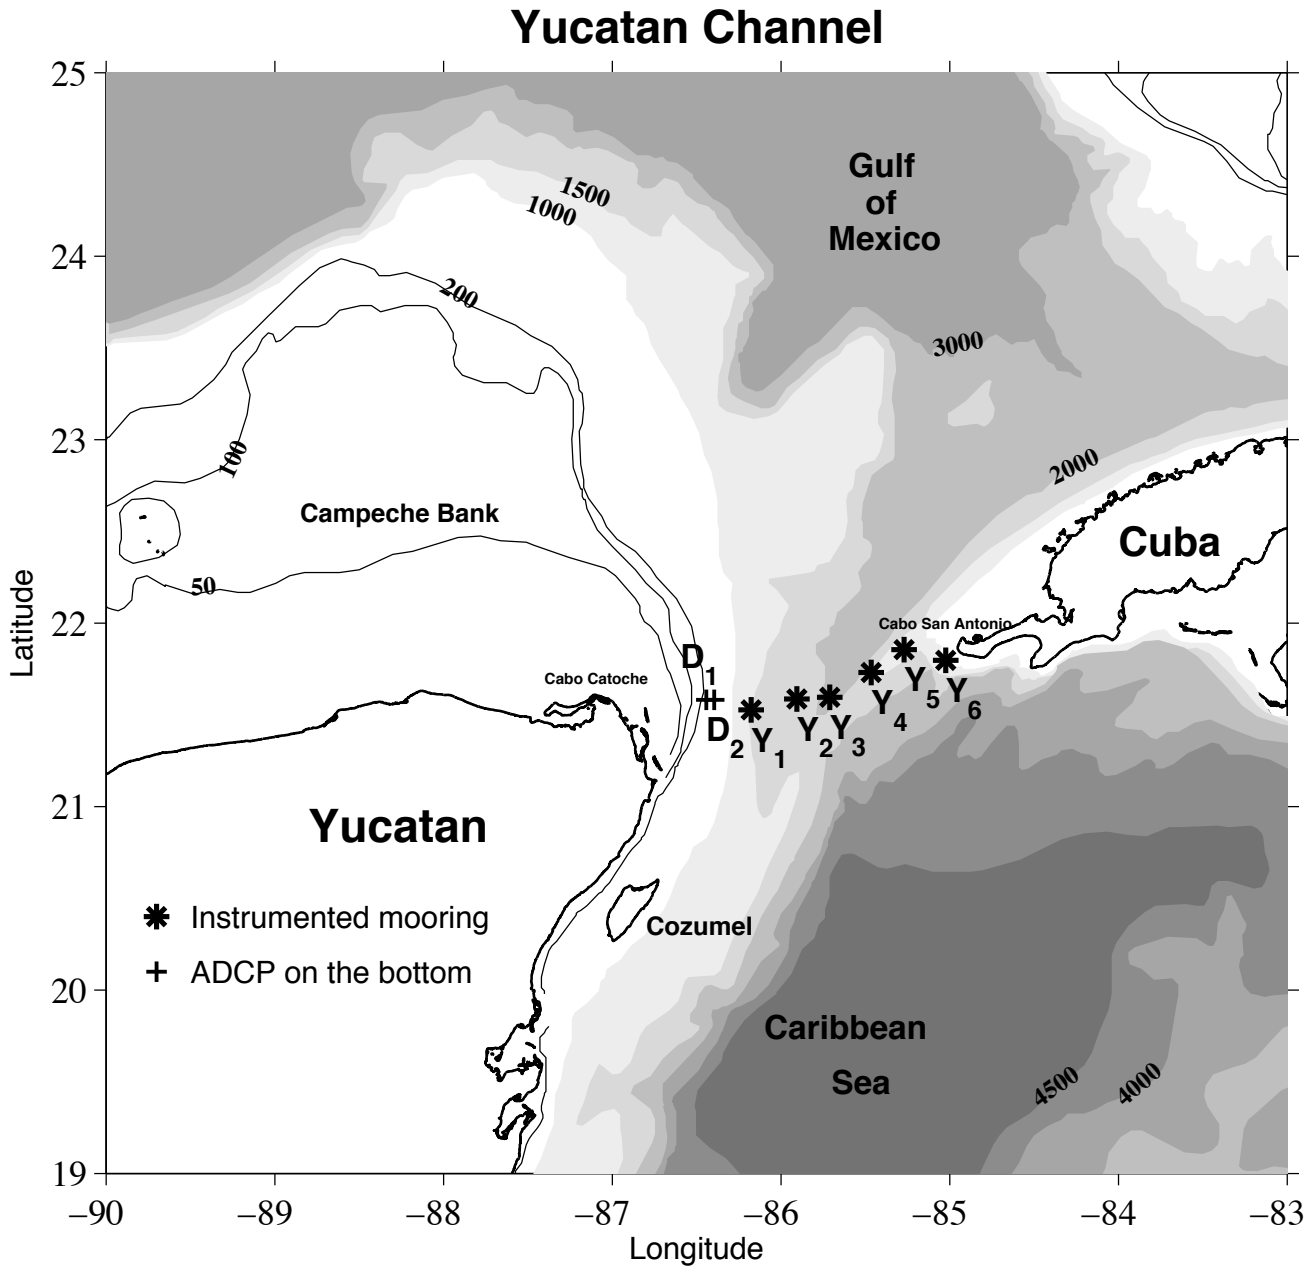 Yucatan Channel
25
24
23
22
21
20
19
Latitude
Gulf
of
Mexico
1500
1000
200
3000
100
2000
Campeche Bank
Cuba
50
Cabo San Antonio
D1
Cabo Catoche
D2
Y1
Y2
Y3
Y4
Y5
Y6
Yucatan
Instrumented mooring
Cozumel
ADCP on the bottom
Caribbean
Sea
4500
4000
−90
−89
−88
−87
−86
−85
−84
−83
Longitude